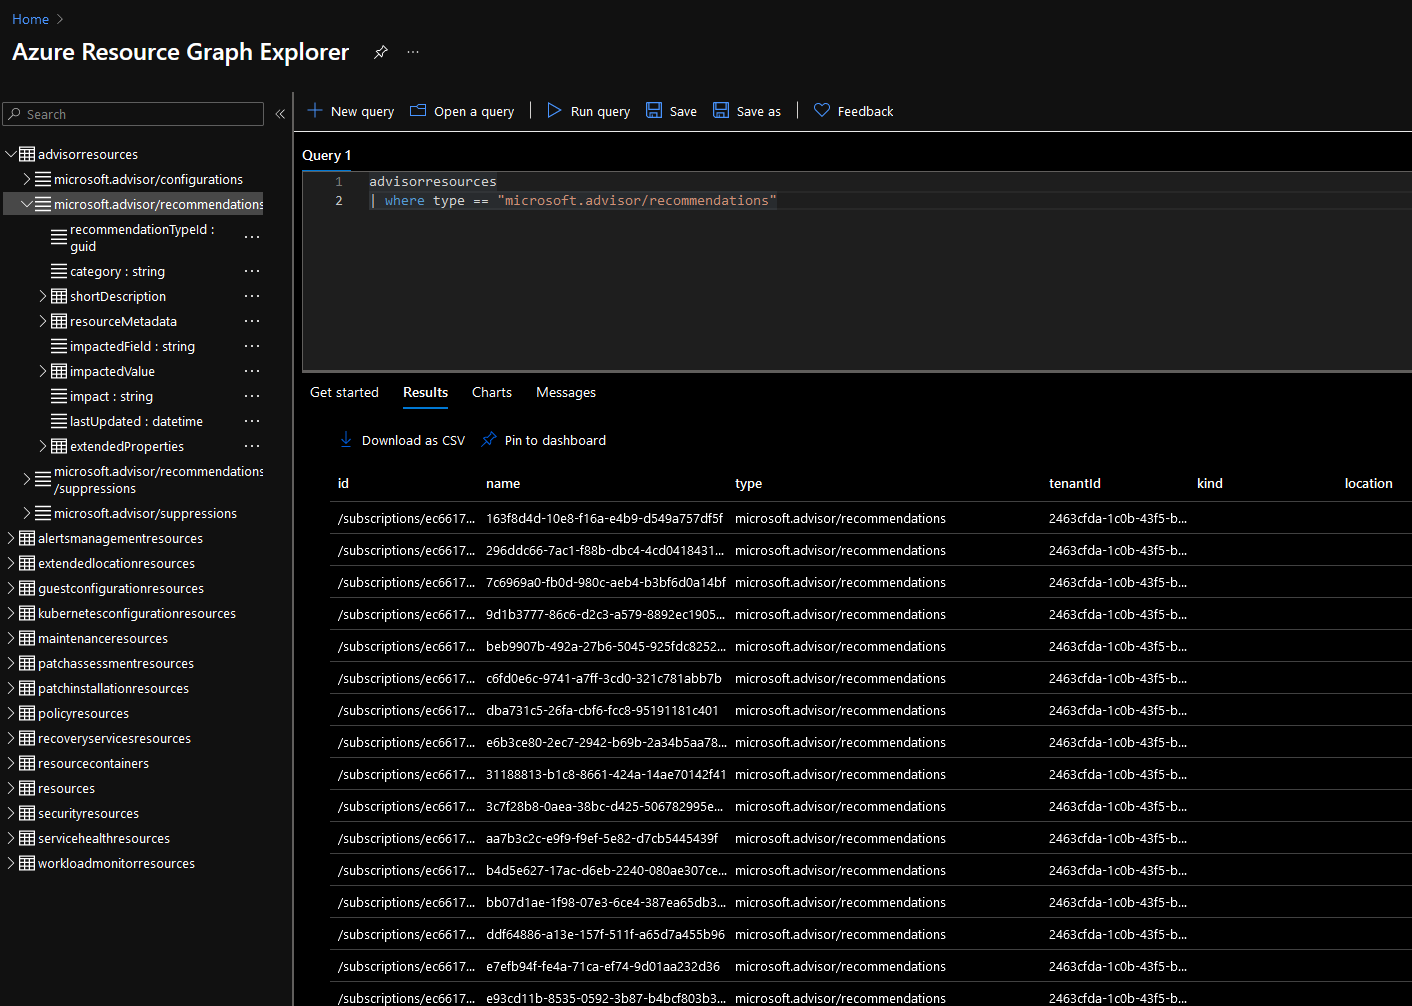 Home
Azure Resource Graph Explorer
Search
advisorresources
microsoft.advisor/configurations
microsoft.advisor/recommendations
recommendationTypeId :
guid
category : string
shortDescription
resourceMetadata
impactedField : string
impactedValue
impact : string
lastUpdated : datetime
extendedProperties
microsoft.advisor/recommendations
/suppressions
microsoft.advisor/suppressions
alertsmanagementresources
extendedlocationresources
guestconfigurationresources
kubernetesconfigurationresources
maintenanceresources
patchassessmentresources
patchinstallationresources
policyresources
recoveryservicesresources
resourcecontainers
resources
securityresources
servicehealthresources
workloadmonitorresources
New query Open a query Run query Save Save as Feedback
Query 1
1 advisorresources
2 | where type == "microsoft.advisor/recommendations"
Get started Results Charts Messages
Download as CSV Pin to dashboard
id name type tenantId kind location
/subscriptions/ec6617... 163f8d4d-10e8-f16a-e4b9-d549a757df5f microsoft.advisor/recommendations 2463cfda-1c0b-43f5-b...
/subscriptions/ec6617... 296ddc66-7ac1-f88b-dbc4-4cd0418431... microsoft.advisor/recommendations 2463cfda-1c0b-43f5-b...
/subscriptions/ec6617... 7c6969a0-fb0d-980c-aeb4-b3bf6d0a14bf microsoft.advisor/recommendations 2463cfda-1c0b-43f5-b...
/subscriptions/ec6617... 9d1b3777-86c6-d2c3-a579-8892ec1905... microsoft.advisor/recommendations 2463cfda-1c0b-43f5-b...
/subscriptions/ec6617... beb9907b-492a-27b6-5045-925fdc8252... microsoft.advisor/recommendations 2463cfda-1c0b-43f5-b...
/subscriptions/ec6617... c6fd0e6c-9741-a7ff-3cd0-321c781abb7b microsoft.advisor/recommendations 2463cfda-1c0b-43f5-b...
/subscriptions/ec6617... dba731c5-26fa-cbf6-fcc8-95191181c401 microsoft.advisor/recommendations 2463cfda-1c0b-43f5-b...
/subscriptions/ec6617... e6b3ce80-2ec7-2942-b69b-2a34b5aa78... microsoft.advisor/recommendations 2463cfda-1c0b-43f5-b...
/subscriptions/ec6617... 31188813-b1c8-8661-424a-14ae70142f41 microsoft.advisor/recommendations 2463cfda-1c0b-43f5-b...
/subscriptions/ec6617... 3c7f28b8-0aea-38bc-d425-506782995e... microsoft.advisor/recommendations 2463cfda-1c0b-43f5-b...
/subscriptions/ec6617... aa7b3c2c-e9f9-f9ef-5e82-d7cb5445439f microsoft.advisor/recommendations 2463cfda-1c0b-43f5-b...
/subscriptions/ec6617... b4d5e627-17ac-d6eb-2240-080ae307ce... microsoft.advisor/recommendations 2463cfda-1c0b-43f5-b...
/subscriptions/ec6617... bb07d1ae-1f98-07e3-6ce4-387ea65db3... microsoft.advisor/recommendations 2463cfda-1c0b-43f5-b...
/subscriptions/ec6617... ddf64886-a13e-157f-511f-a65d7a455b96 microsoft.advisor/recommendations 2463cfda-1c0b-43f5-b...
/subscriptions/ec6617... e7efb94f-fe4a-71ca-ef74-9d01aa232d36 microsoft.advisor/recommendations 2463cfda-1c0b-43f5-b...
/subscriptions/ec6617... e93cd11b-8535-0592-3b87-b4bcf803b3... microsoft.advisor/recommendations 2463cfda-1c0b-43f5-b...